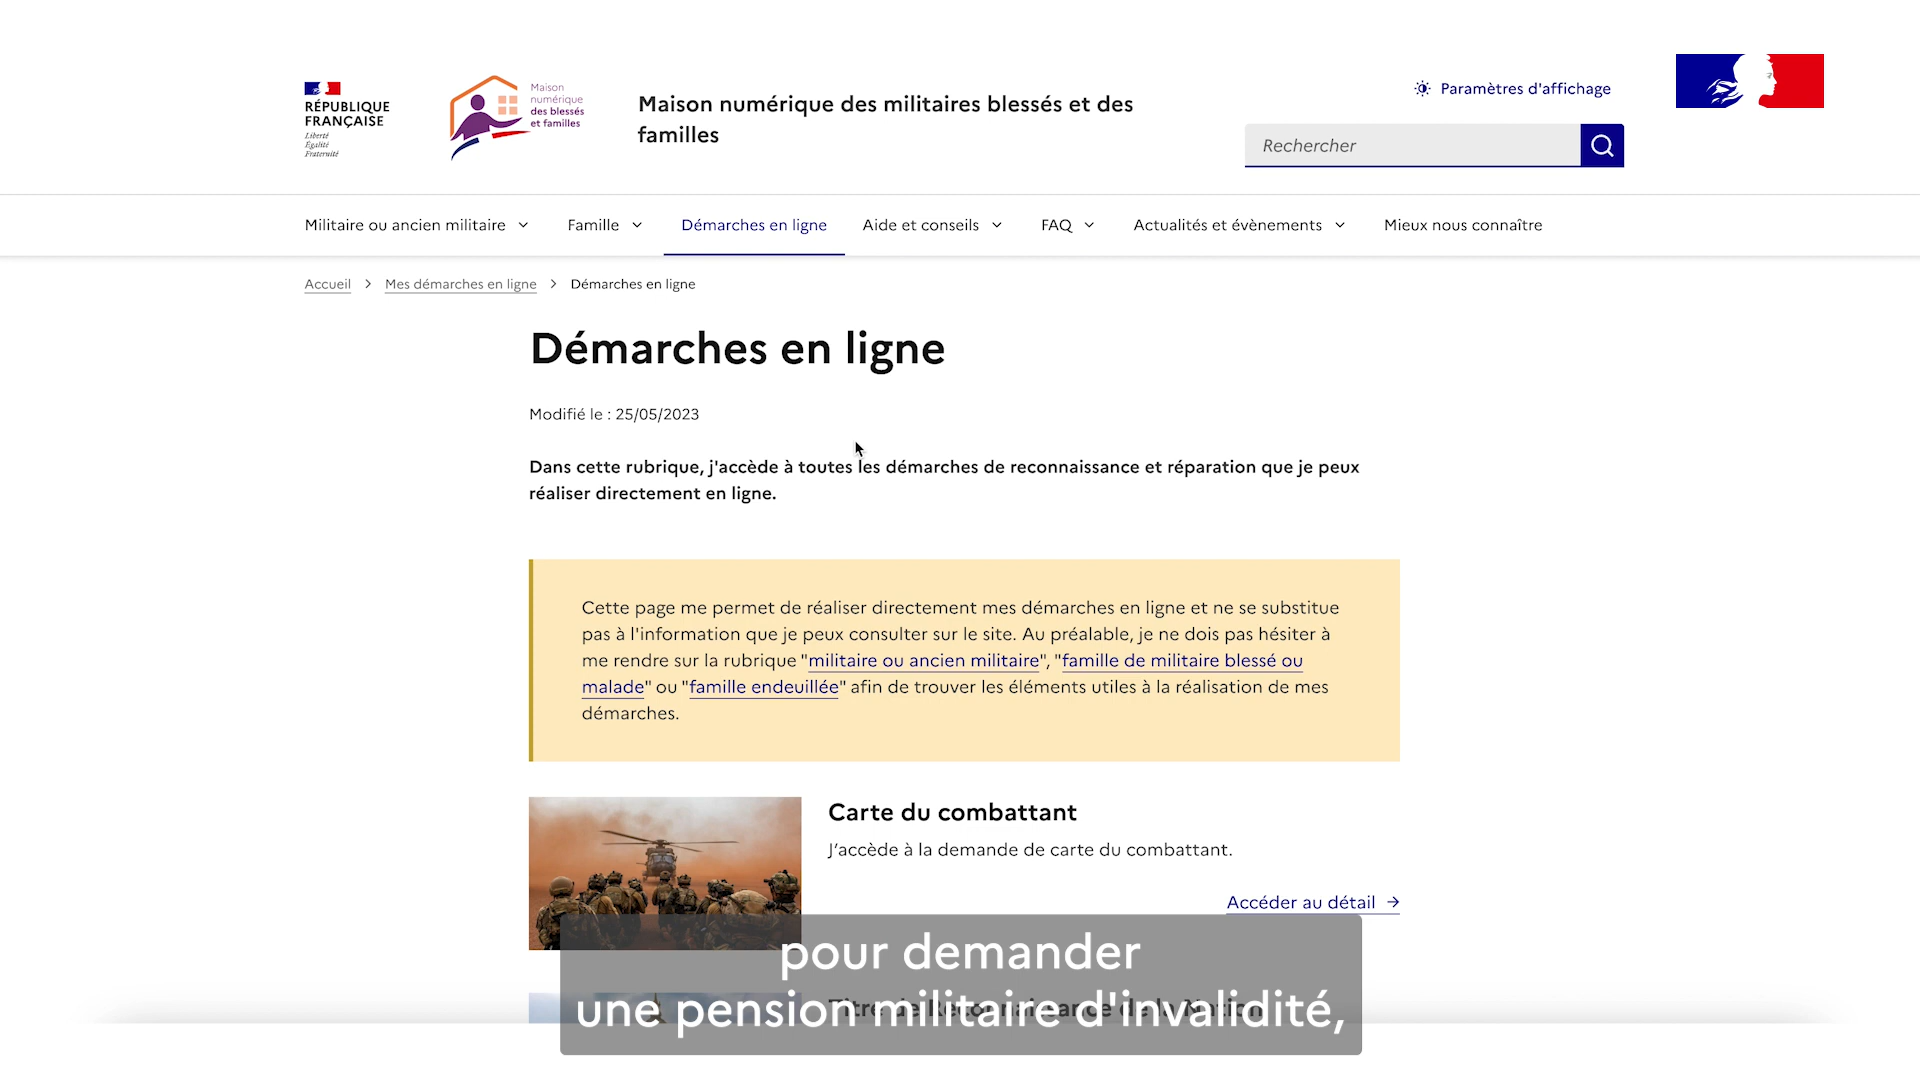 RÉPUBLIQUE
FRANÇAISE
Liberté
Égalité
Fraternité
Maison
numérique
des blessés
et familles
Maison numérique des militaires blessés et des
familles
Paramètres d'affichage
Rechercher
Militaire ou ancien militaire
Famille
Démarches en ligne
Aide et conseils
FAQ
Actualités et évènements
Mieux nous connaître
Accueil
Mes démarches en ligne
Démarches en ligne
Démarches en ligne
Modifié le : 25/05/2023
Dans cette rubrique, j'accède à toutes les démarches de reconnaissance et réparation que je peux
réaliser directement en ligne.
Cette page me permet de réaliser directement mes démarches en ligne et ne se substitue
pas à l'information que je peux consulter sur le site. Au préalable, je ne dois pas hésiter à
me rendre sur la rubrique "militaire ou ancien militaire", "famille de militaire blessé ou
malade" ou "famille endeuillée" afin de trouver les éléments utiles à la réalisation de mes
démarches.
Carte du combattant
J’accède à la demande de carte du combattant.
Accéder au détail
Titre de Reconnaissance de la Nation
pour demander
une pension militaire d'invalidité,